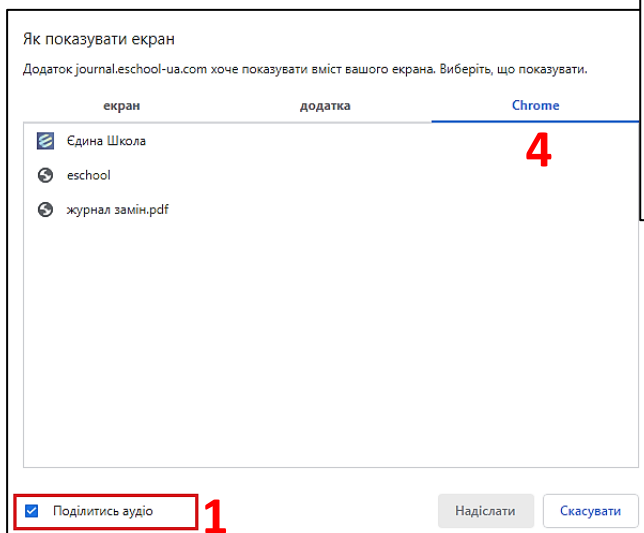 Як показувати екран
Додаток journal.eschool-ua.com хоче показувати вміст вашого екрана. Виберіть, що показувати.
екран додатка Chrome
4
Єдина Школа
eschool
журнал замін.pdf
Поділитись аудіо 1 Надіслати Скасувати